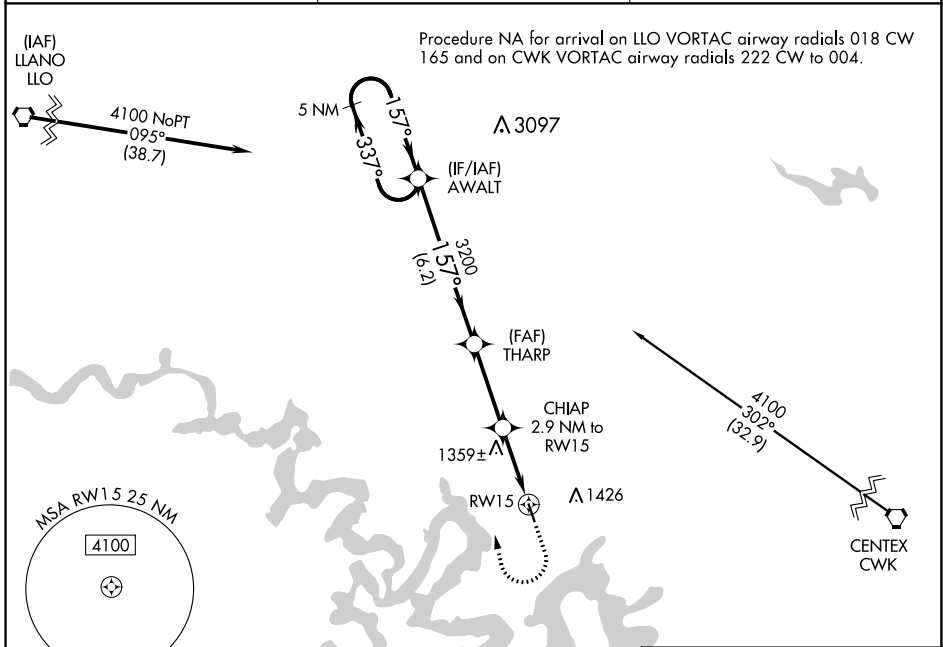 Procedure NA for arrival on LLO VORTAC airway radials 018 CW
165 and on CWK VORTAC airway radials 222 CW to 004.
(IAF)
LLANO
LLO
4100 NoPT
095°
(38.7)
5 NM
157°
337°
3097
(IF/IAF)
AWALT
3200
157°
(6.2)
(FAF)
THARP
CHIAP
2.9 NM to
RW15
1359±
RW15
1426
4100
302°
(32.9)
CENTEX
CWK
MSA RW15 25 NM
4100